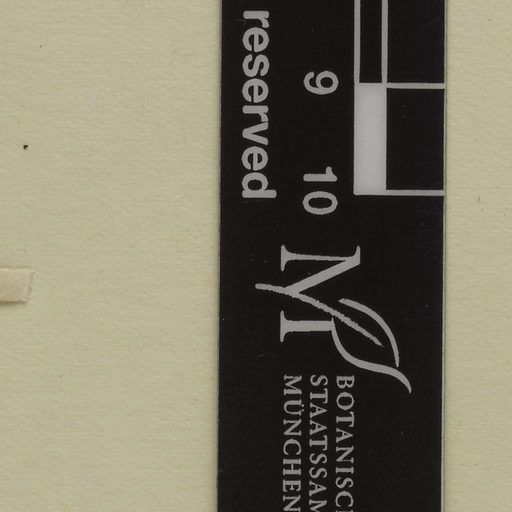 reserved
9 10
M
BOTANISC
STAATSSAM
MÜNCHEN